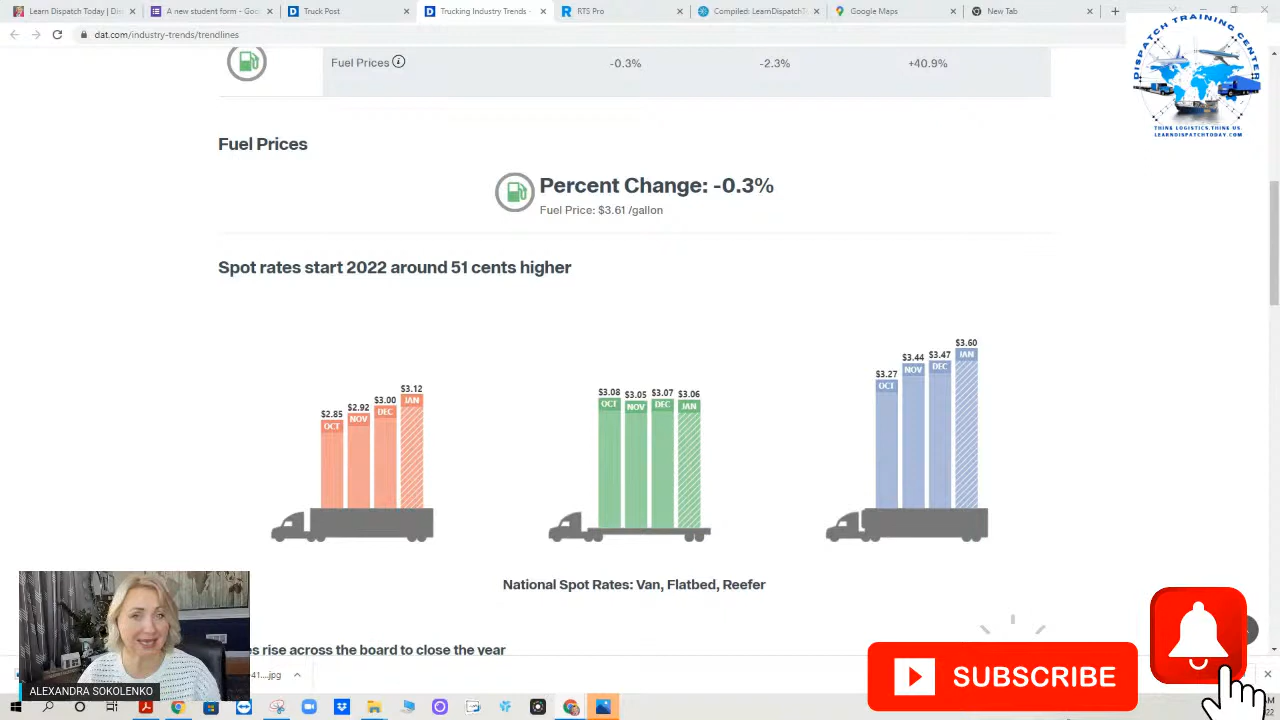 Learn Dispatch Today |
A new student form - Goo
Truck Post
Trucking Industry Trends -
RTS Pro
Compiled: LearnDispatchT
Google Maps
New Tab
dat.com/industry-trends/trendlines
DISPATCH TRAINING CENTER
THINK LOGISTICS.THINK US.
LEARNDISPATCHTODAY.COM
Fuel Prices
-0.3%
-2.3%
+40.9%
Fuel Prices
Percent Change: -0.3%
Fuel Price: $3.61 /gallon
Spot rates start 2022 around 51 cents higher
$2.85 $2.92 $3.00 $3.12
OCT NOV DEC JAN
$3.08 $3.05 $3.07 $3.06
OCT NOV DEC JAN
$3.27 $3.44 $3.47 $3.60
OCT NOV DEC JAN
National Spot Rates: Van, Flatbed, Reefer
rise across the board to close the year
41....jpg
ALEXANDRA SOKOLENKO
SUBSCRIBE